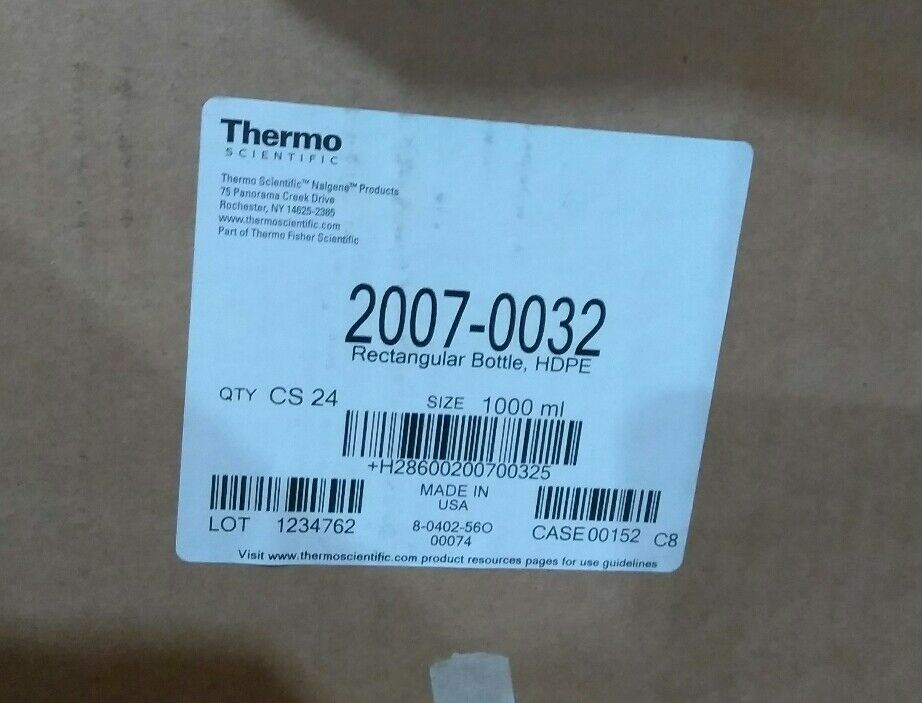 Thermo
SCIENTIFIC
Thermo Scientific™ Nalgene™ Products
75 Panorama Creek Drive
Rochester, NY 14625-2385
www.thermoscientific.com
Part of Thermo Fisher Scientific
2007-0032
Rectangular Bottle, HDPE
QTY CS 24 SIZE 1000 ml
+H28600200700325
MADE IN
USA
LOT 1234762
8-0402-56O
00074
CASE00152 C8
Visit www.thermoscientific.com product resources pages for use guidelines